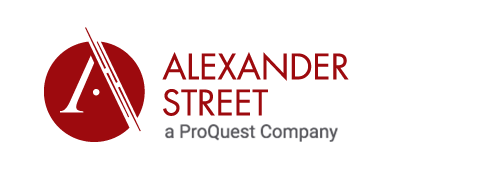 A
ALEXANDER
STREET
a ProQuest Company